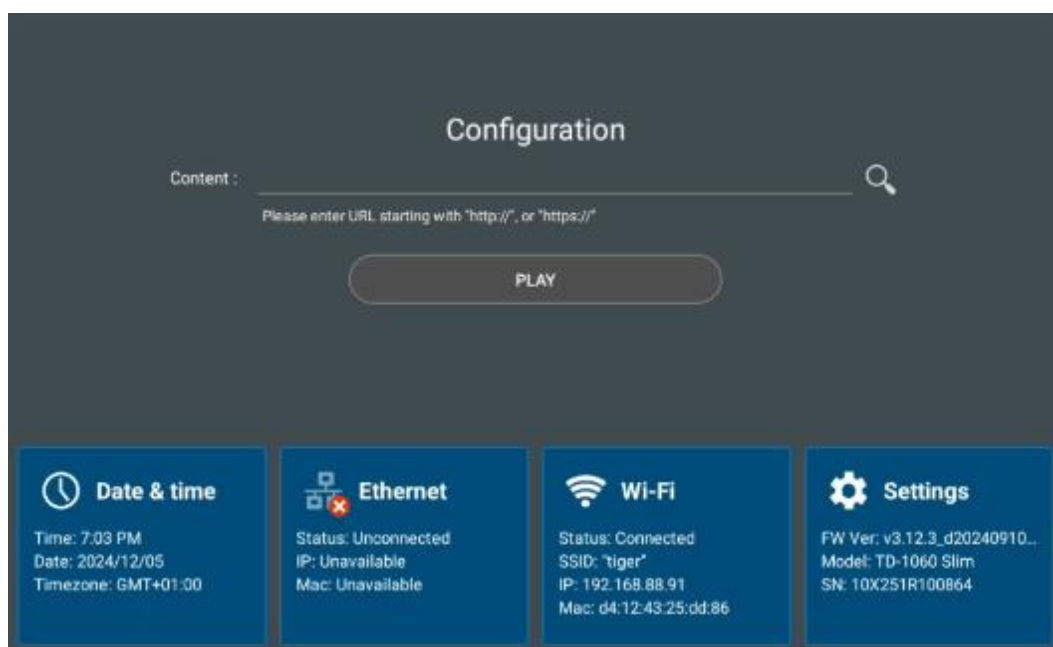 Configuration
Content :
Please enter URL starting with "http://", or "https://"
PLAY
Date & time
Time: 7:03 PM
Date: 2024/12/05
Timezone: GMT+01:00
Ethernet
Status: Unconnected
IP: Unavailable
Mac: Unavailable
Wi-Fi
Status: Connected
SSID: "tiger"
IP: 192.168.88.91
Mac: d4:12:43:25:dd:86
Settings
FW Ver: v3.12.3_d20240910...
Model: TD-1060 Slim
SN: 10X251R100864